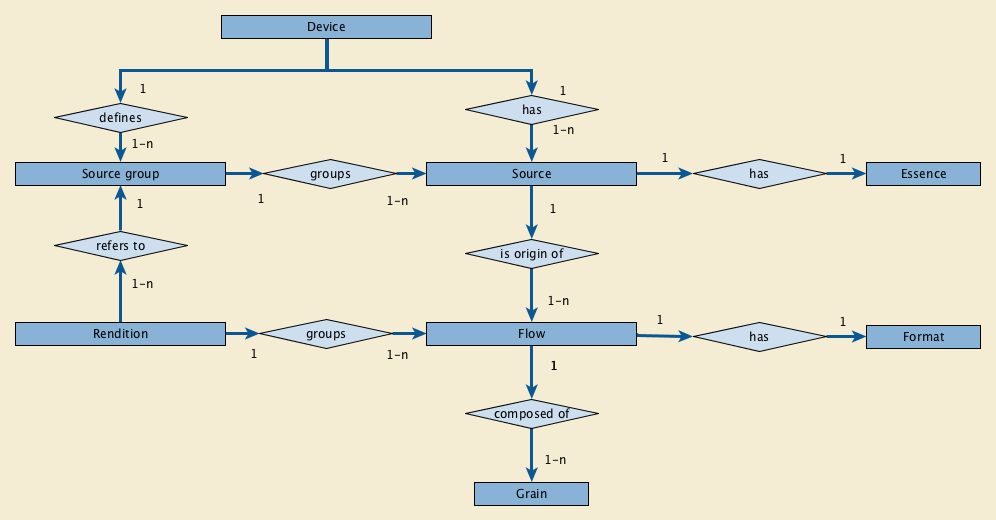 Device
1
1
defines
has
1-n
1-n
Source group
groups
Source
1
has
1
Essence
1
1-n
1
1
refers to
is origin of
1-n
1-n
Rendition
groups
Flow
1
has
1
Format
1
1-n
1
composed of
1-n
Grain